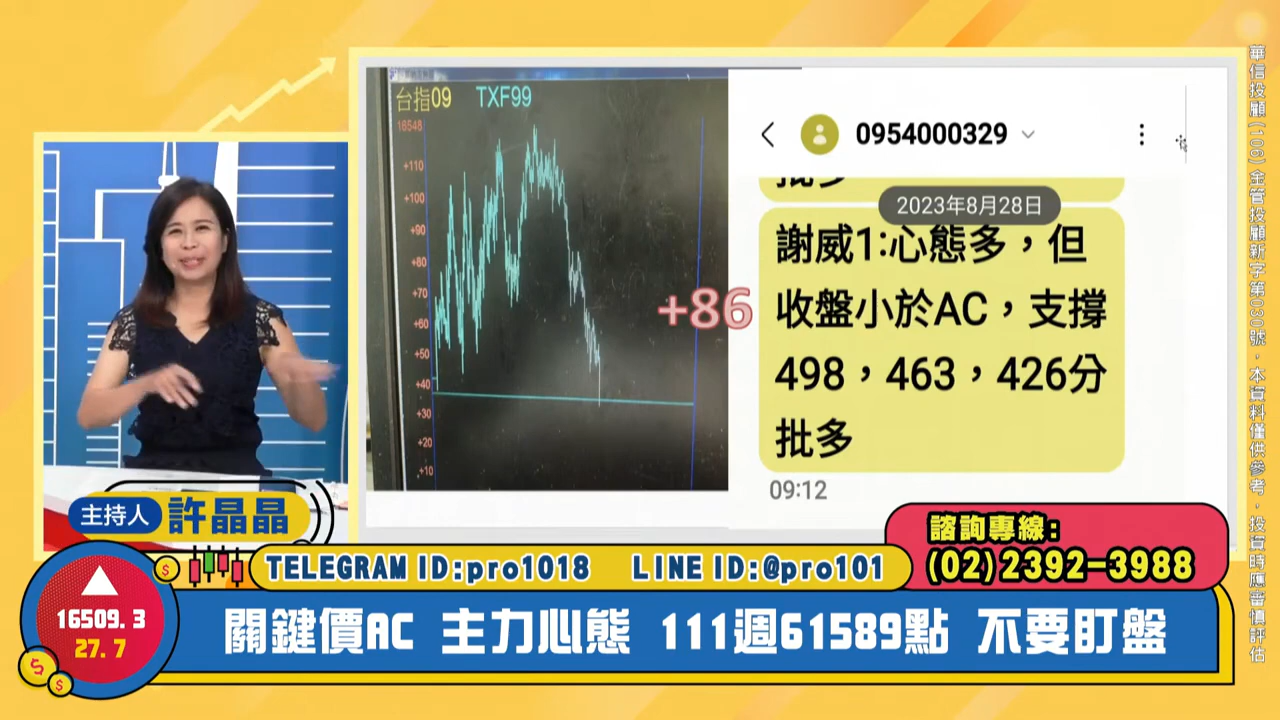 台指09 TXF99
16548
+110
+100
+90
+80
+70
+60
+50
+40
+30
+20
+10
+86
0954000329
批多
2023年8月28日
謝威1:心態多，但
收盤小於AC，支撐
498，463，426分
批多
09:12
華信投顧(108)金管投顧新字第030號，本資料僅供參考，投資時應審慎評估
主持人 許晶晶
諮詢專線:
(02)2392-3988
TELEGRAM ID:pro1018 LINE ID:@pro101
16509.3
27.7
關鍵價AC 主力心態 111週61589點 不要盯盤